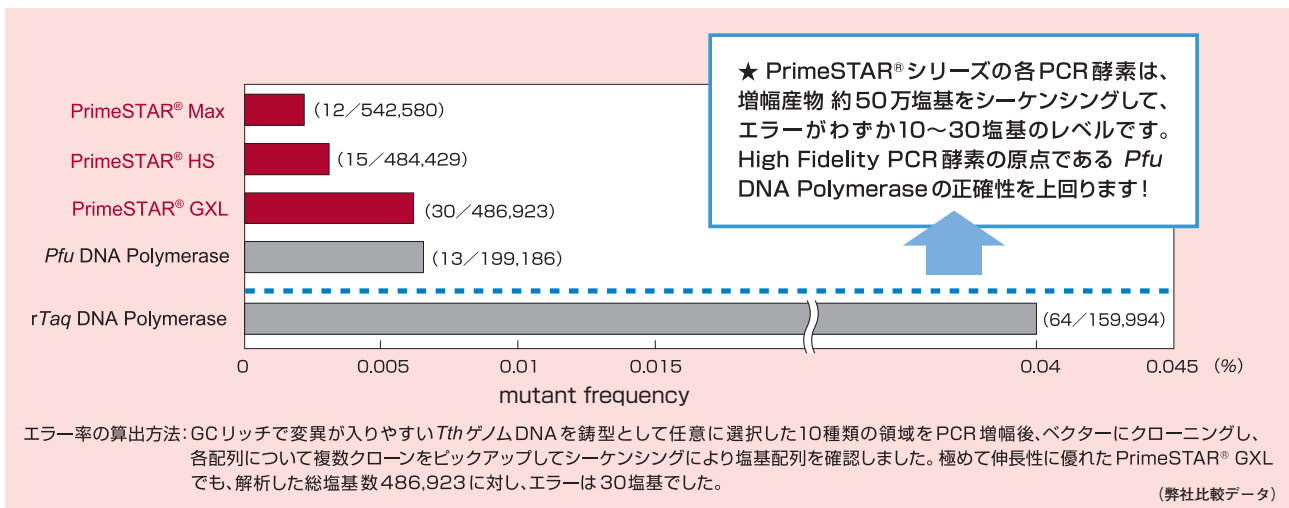 ★ PrimeSTAR®シリーズの各PCR酵素は、
増幅産物 約50万塩基をシーケンシングして、
エラーがわずか10〜30塩基のレベルです。
High Fidelity PCR酵素の原点である Pfu
DNA Polymeraseの正確性を上回ります！
PrimeSTAR® Max (12／542,580)
PrimeSTAR® HS (15／484,429)
PrimeSTAR® GXL (30／486,923)
Pfu DNA Polymerase (13／199,186)
rTaq DNA Polymerase (64／159,994)
0 0.005 0.01 0.015 0.04 0.045 (%)
mutant frequency
エラー率の算出方法：GCリッチで変異が入りやすいTthゲノムDNAを鋳型として任意に選択した10種類の領域をPCR増幅後、ベクターにクローニングし、
各配列について複数クローンをピックアップしてシーケンシングにより塩基配列を確認しました。極めて伸長性に優れたPrimeSTAR® GXL
でも、解析した総塩基数486,923に対し、エラーは30塩基でした。
（弊社比較データ）